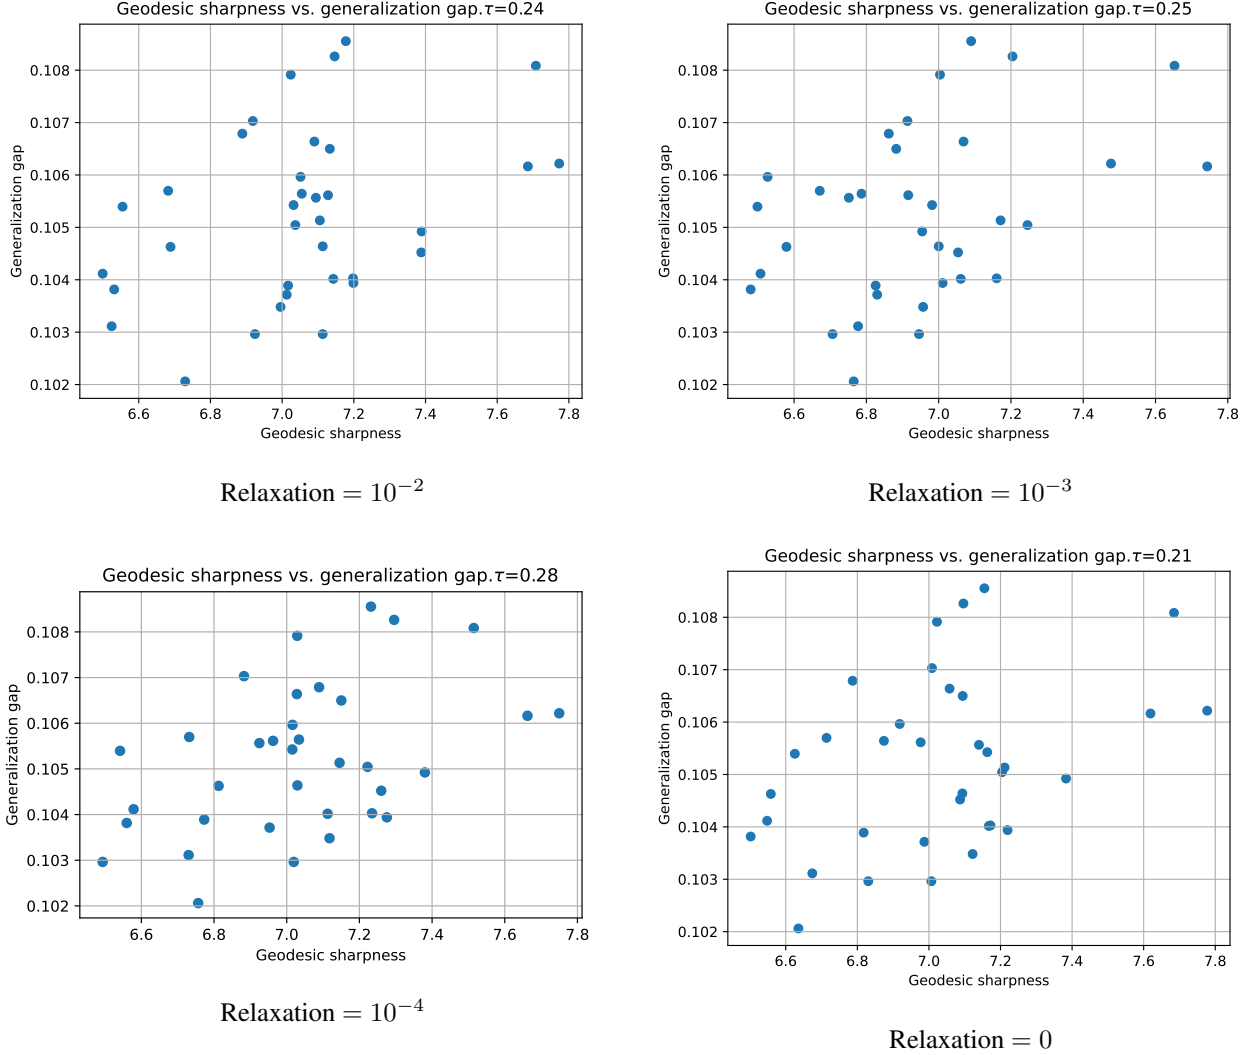 Geodesic sharpness vs. generalization gap.τ=0.24
0.108
0.107
0.106
0.105
0.104
0.103
0.102
Generalization gap
6.6 6.8 7.0 7.2 7.4 7.6 7.8
Geodesic sharpness
Relaxation = 10⁻²
Geodesic sharpness vs. generalization gap.τ=0.25
0.108
0.107
0.106
0.105
0.104
0.103
0.102
Generalization gap
6.6 6.8 7.0 7.2 7.4 7.6 7.8
Geodesic sharpness
Relaxation = 10⁻³
Geodesic sharpness vs. generalization gap.τ=0.28
0.108
0.107
0.106
0.105
0.104
0.103
0.102
Generalization gap
6.6 6.8 7.0 7.2 7.4 7.6 7.8
Geodesic sharpness
Relaxation = 10⁻⁴
Geodesic sharpness vs. generalization gap.τ=0.21
0.108
0.107
0.106
0.105
0.104
0.103
0.102
Generalization gap
6.6 6.8 7.0 7.2 7.4 7.6 7.8
Geodesic sharpness
Relaxation = 0